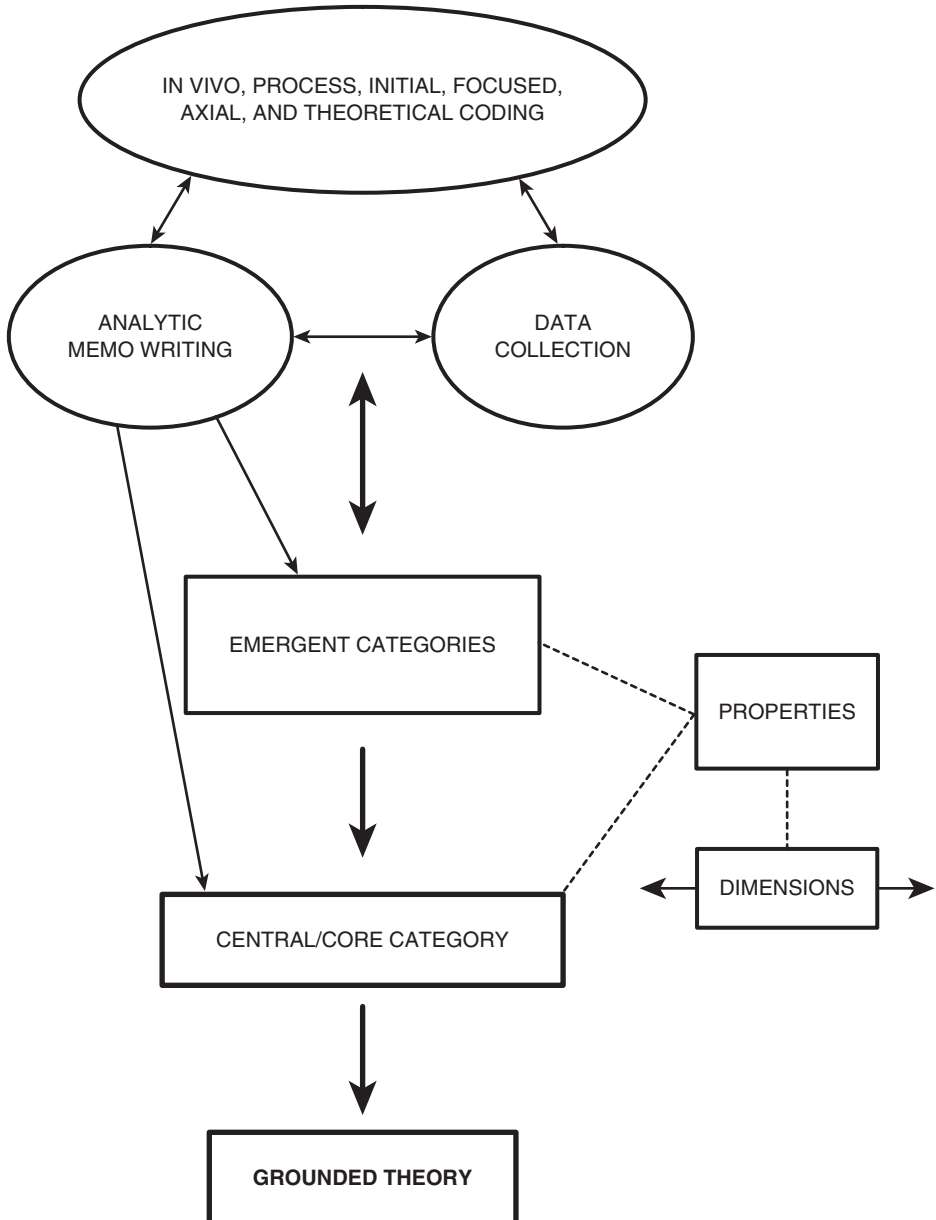 IN VIVO, PROCESS, INITIAL, FOCUSED,
AXIAL, AND THEORETICAL CODING
ANALYTIC
MEMO WRITING
DATA
COLLECTION
EMERGENT CATEGORIES
PROPERTIES
DIMENSIONS
CENTRAL/CORE CATEGORY
GROUNDED THEORY